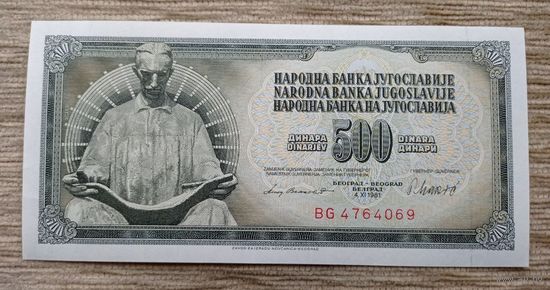 НАРОДНА БАНКА ЈУГОСЛАВИЈЕ
NARODNA BANKA JUGOSLAVIJE
НАРОДНА БАНКА НА ЈУГОСЛАВИЈА
ДИНАРА DINARJEV 500 DINARA ДИНАРИ
БЕОГРАД - BEOGRAD
БЕЛГРАД 4. XI 1981
BG 4764069